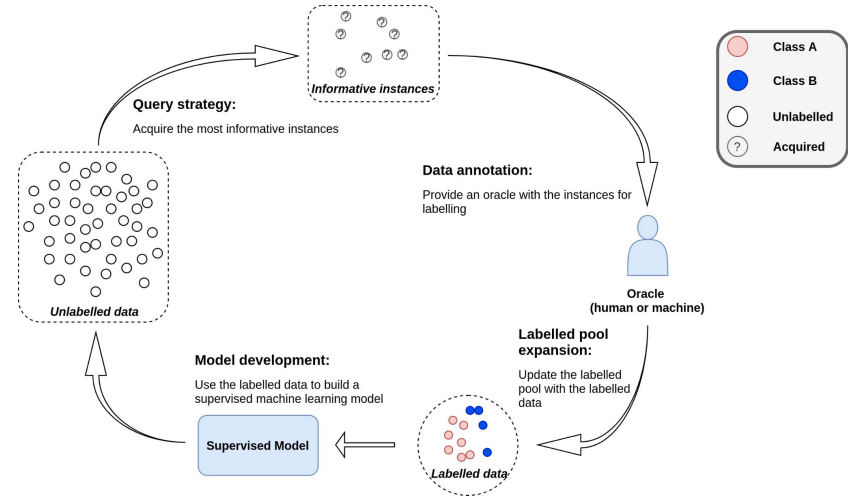 Informative instances
Query strategy:
Acquire the most informative instances
Class A
Class B
Unlabelled
? Acquired
Data annotation:
Provide an oracle with the instances for
labelling
Oracle
(human or machine)
Labelled pool
expansion:
Update the labelled
pool with the labelled
data
Labelled data
Model development:
Use the labelled data to build a
supervised machine learning model
Supervised Model
Unlabelled data